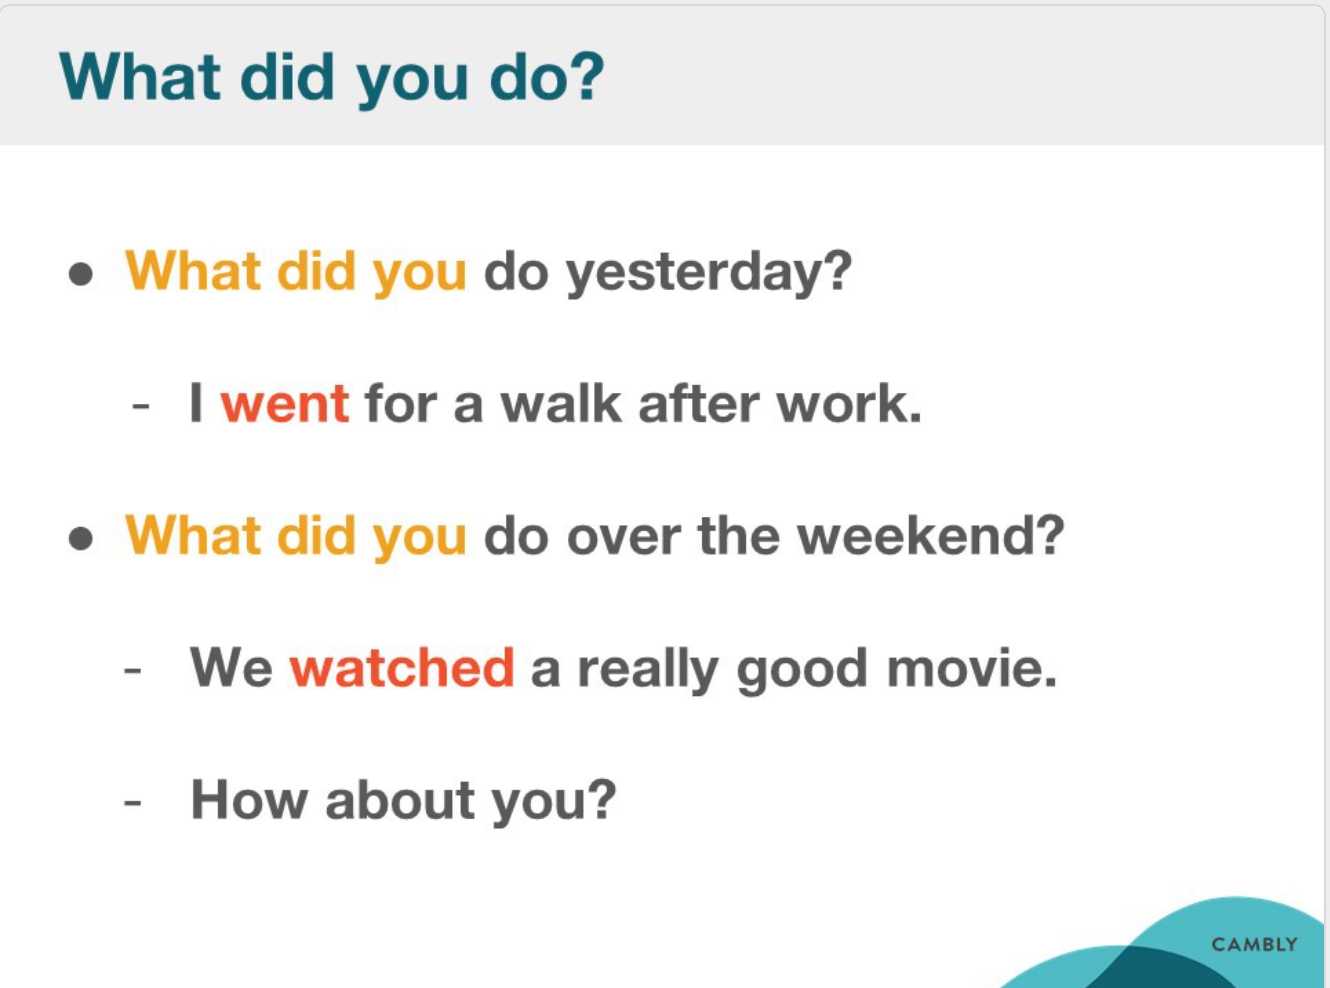 What did you do?
● What did you do yesterday?
- I went for a walk after work.
● What did you do over the weekend?
- We watched a really good movie.
- How about you?
CAMBLY